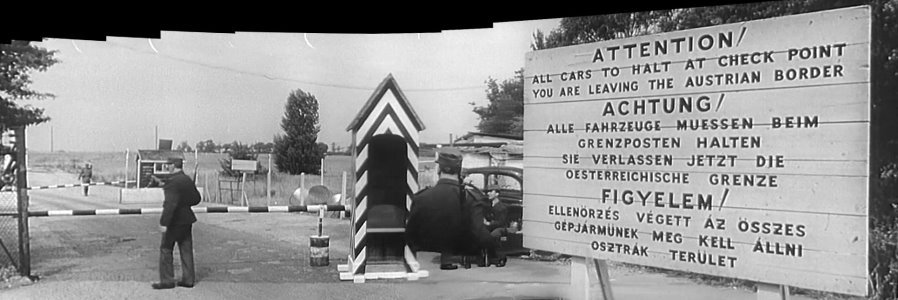 ATTENTION/
ALL CARS TO HALT AT CHECK POINT
YOU ARE LEAVING THE AUSTRIAN BORDER
ACHTUNG/
ALLE FAHRZEUGE MUESSEN BEIM
GRENZPOSTEN HALTEN
SIE VERLASSEN JETZT DIE
OESTERREICHISCHE GRENZE
FIGYELEM/
ELLENÖRZÉS VÉGETT ÁZ ÖSSZES
GÉPJÁRMÜNEK MEG KELL ÁLLNI
OSZTRÁK TERÜLET